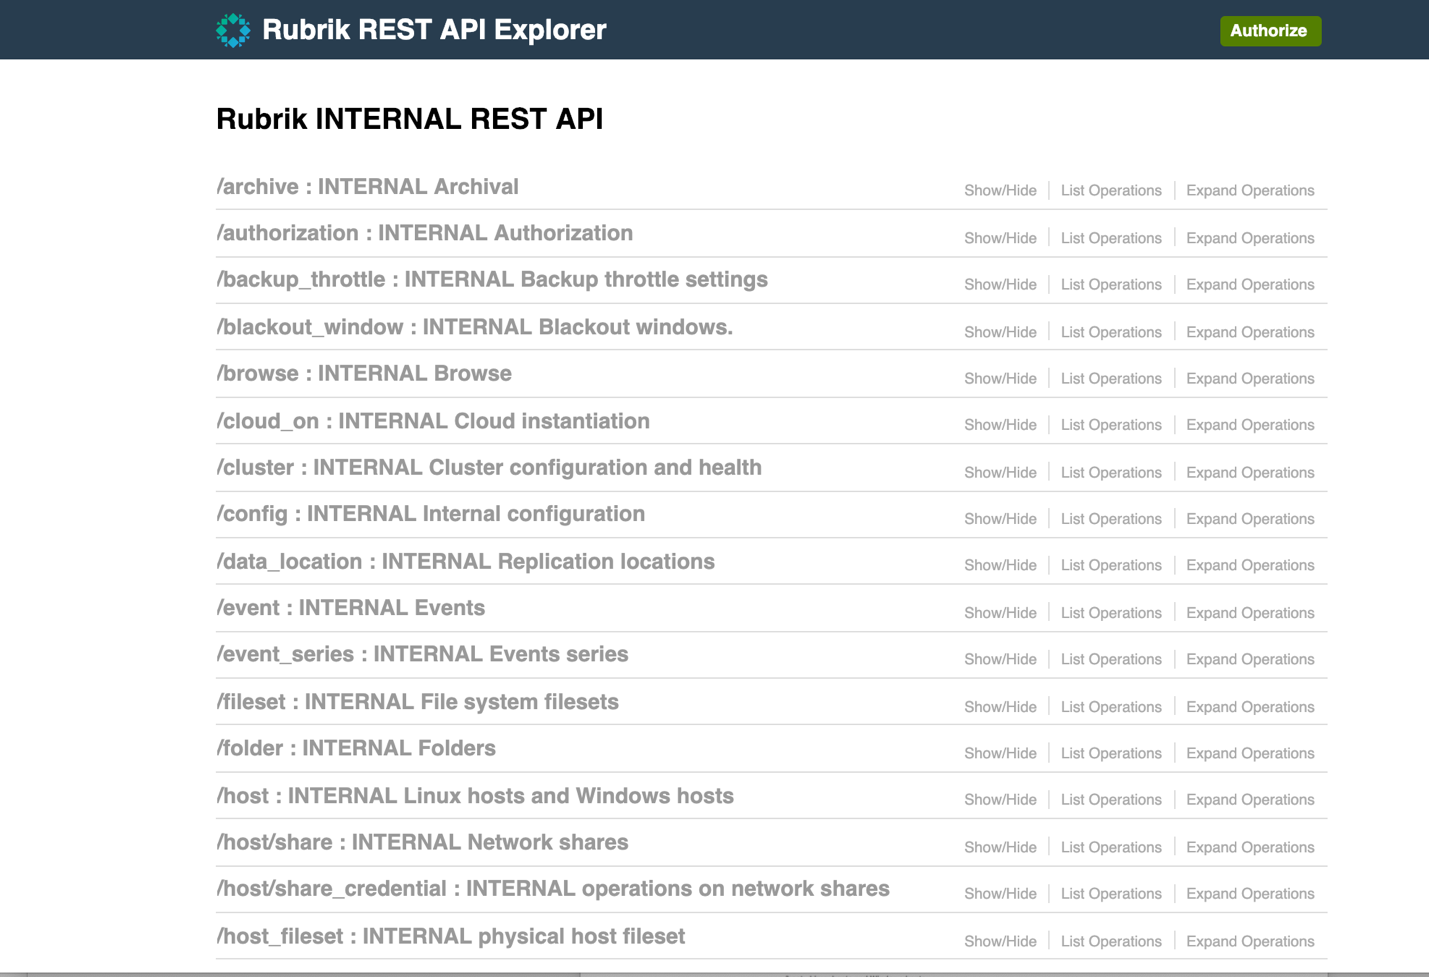 Rubrik REST API Explorer
Authorize
Rubrik INTERNAL REST API
/archive : INTERNAL Archival Show/Hide List Operations Expand Operations
/authorization : INTERNAL Authorization Show/Hide List Operations Expand Operations
/backup_throttle : INTERNAL Backup throttle settings Show/Hide List Operations Expand Operations
/blackout_window : INTERNAL Blackout windows. Show/Hide List Operations Expand Operations
/browse : INTERNAL Browse Show/Hide List Operations Expand Operations
/cloud_on : INTERNAL Cloud instantiation Show/Hide List Operations Expand Operations
/cluster : INTERNAL Cluster configuration and health Show/Hide List Operations Expand Operations
/config : INTERNAL Internal configuration Show/Hide List Operations Expand Operations
/data_location : INTERNAL Replication locations Show/Hide List Operations Expand Operations
/event : INTERNAL Events Show/Hide List Operations Expand Operations
/event_series : INTERNAL Events series Show/Hide List Operations Expand Operations
/fileset : INTERNAL File system filesets Show/Hide List Operations Expand Operations
/folder : INTERNAL Folders Show/Hide List Operations Expand Operations
/host : INTERNAL Linux hosts and Windows hosts Show/Hide List Operations Expand Operations
/host/share : INTERNAL Network shares Show/Hide List Operations Expand Operations
/host/share_credential : INTERNAL operations on network shares Show/Hide List Operations Expand Operations
/host_fileset : INTERNAL physical host fileset Show/Hide List Operations Expand Operations